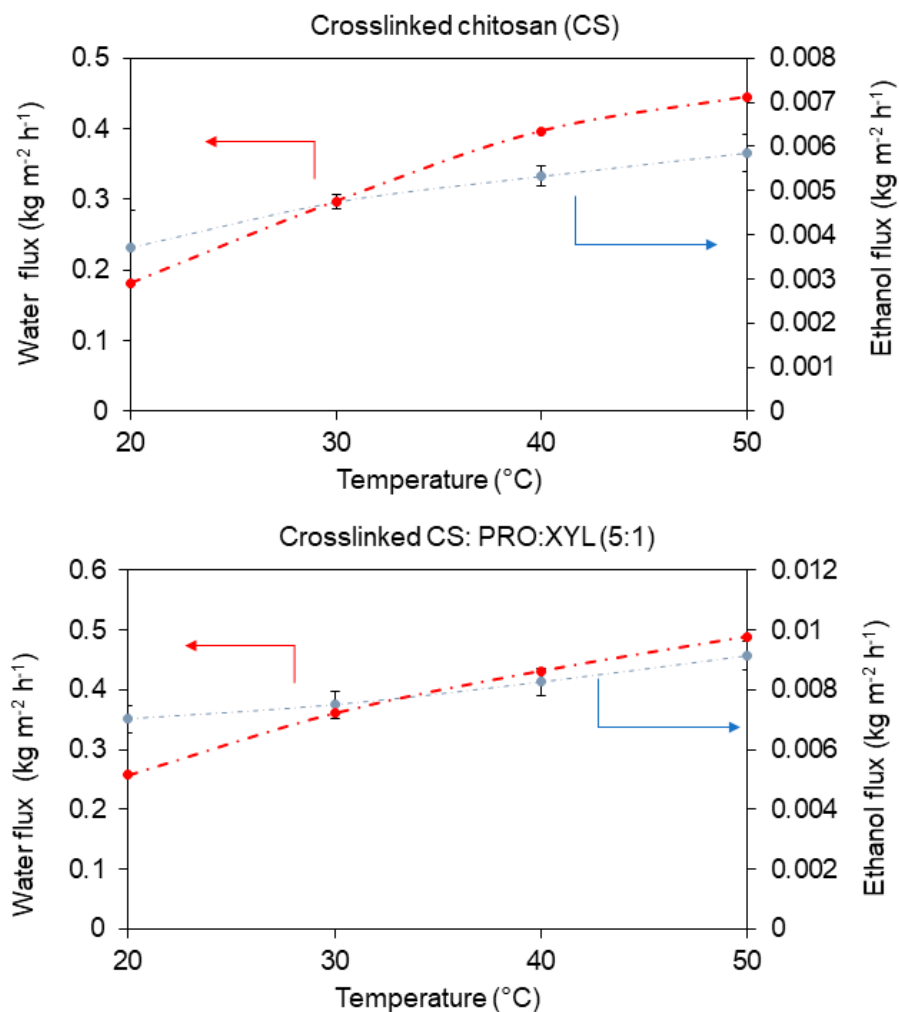 Crosslinked chitosan (CS)
0.5
0.4
0.3
0.2
0.1
0
Water flux (kg m⁻² h⁻¹)
0.008
0.007
0.006
0.005
0.004
0.003
0.002
0.001
0
Ethanol flux (kg m⁻² h⁻¹)
20 30 40 50
Temperature (°C)
Crosslinked CS: PRO:XYL (5:1)
0.6
0.5
0.4
0.3
0.2
0.1
0
Water flux (kg m⁻² h⁻¹)
0.012
0.01
0.008
0.006
0.004
0.002
0
Ethanol flux (kg m⁻² h⁻¹)
20 30 40 50
Temperature (°C)